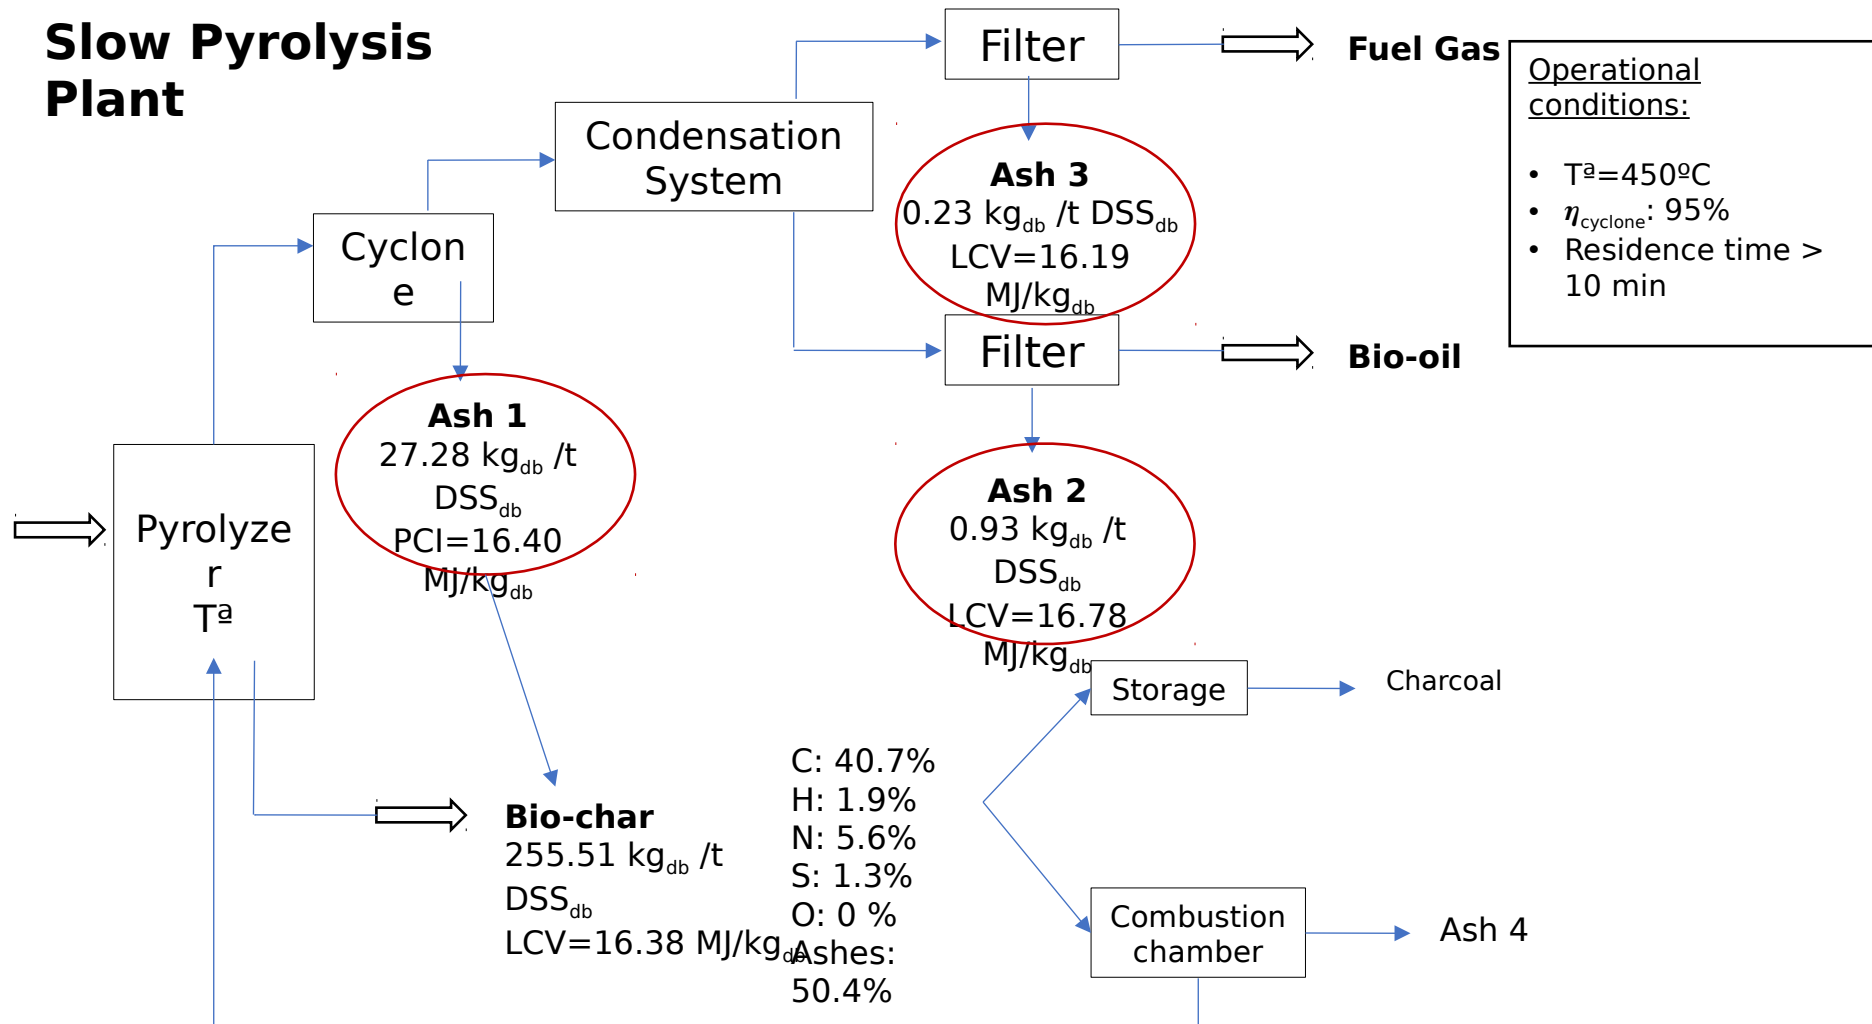 Slow Pyrolysis
Plant
Filter
Fuel Gas
Operational
conditions:
• Tª=450ºC
• η cyclone: 95%
• Residence time >
10 min
Condensation
System
Ash 3
0.23 kgdb /t DSSdb
LCV=16.19
MJ/kgdb
Cyclon
e
Filter
Bio-oil
Ash 1
27.28 kgdb /t
DSSdb
PCI=16.40
MJ/kgdb
Ash 2
0.93 kgdb /t
DSSdb
LCV=16.78
MJ/kgdb
Pyrolyze
r
Tª
Storage
Charcoal
Bio-char
255.51 kgdb /t
DSSdb
LCV=16.38 MJ/kgdb
C: 40.7%
H: 1.9%
N: 5.6%
S: 1.3%
O: 0 %
Ashes:
50.4%
Combustion
chamber
Ash 4